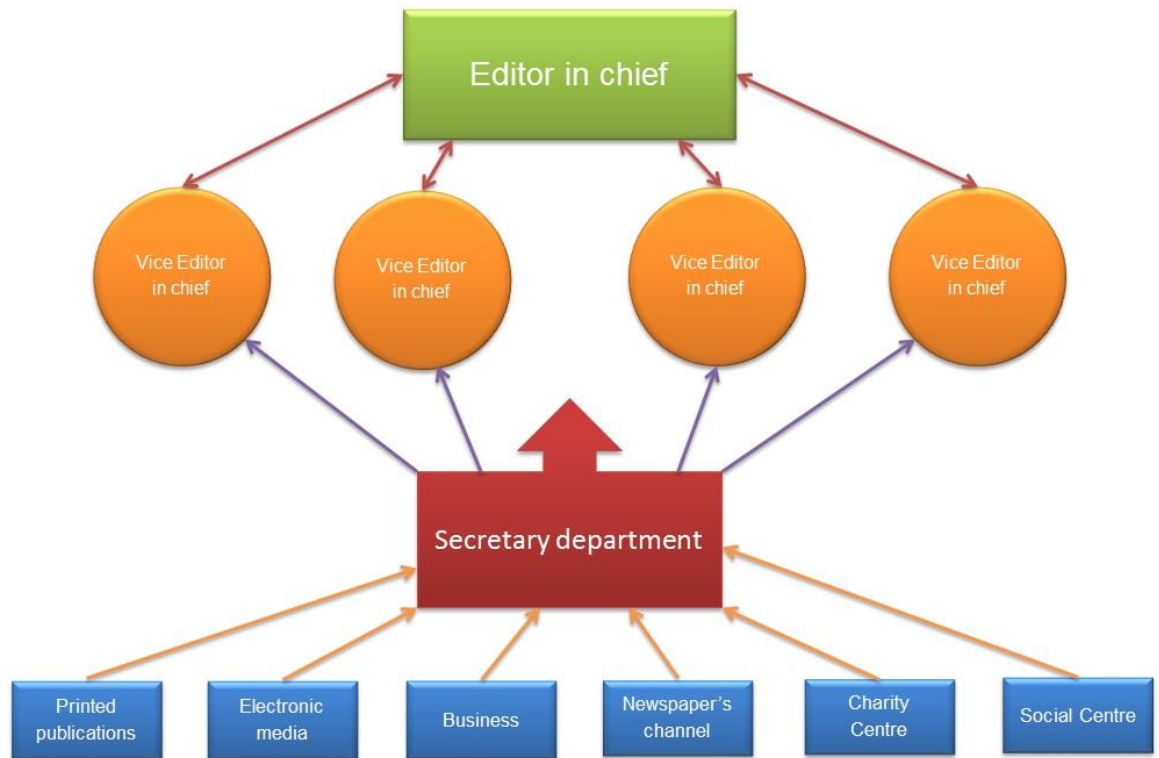 Editor in chief
Vice Editor
in chief
Vice Editor
in chief
Vice Editor
in chief
Vice Editor
in chief
Secretary department
Printed
publications
Electronic
media
Business
Newspaper’s
channel
Charity
Centre
Social Centre